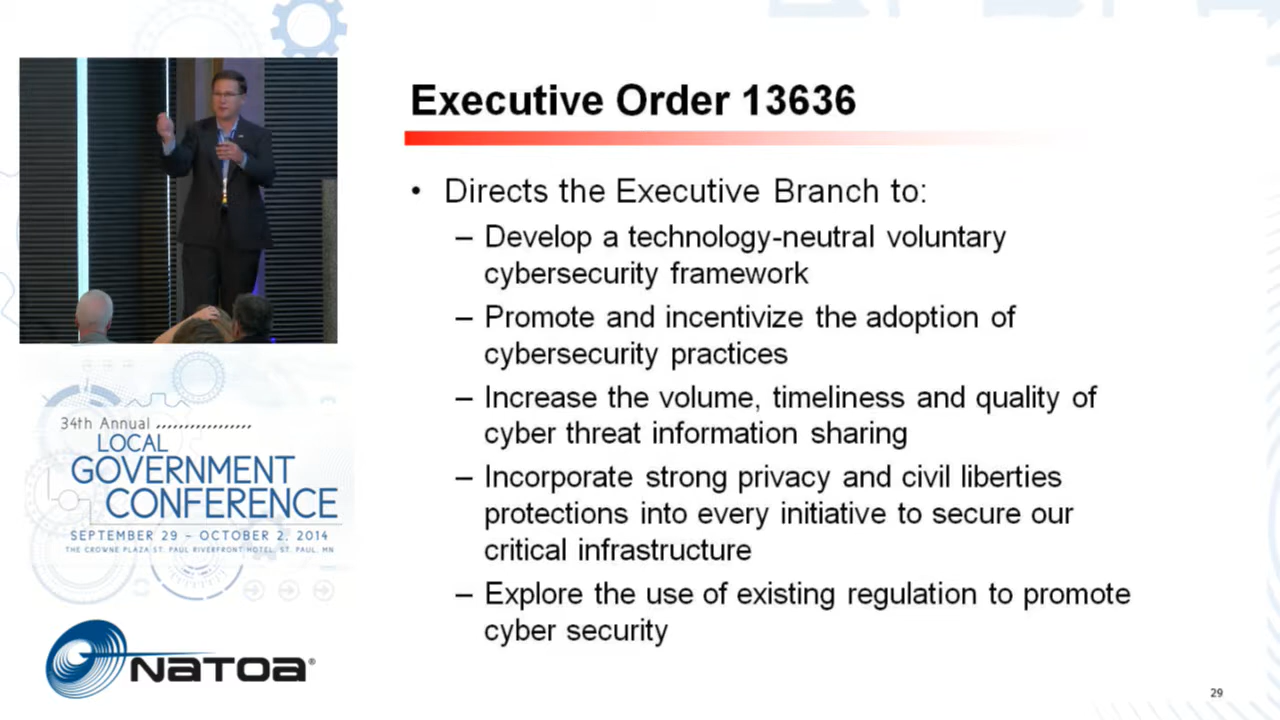 Executive Order 13636
• Directs the Executive Branch to:
– Develop a technology-neutral voluntary
cybersecurity framework
– Promote and incentivize the adoption of
cybersecurity practices
– Increase the volume, timeliness and quality of
cyber threat information sharing
– Incorporate strong privacy and civil liberties
protections into every initiative to secure our
critical infrastructure
– Explore the use of existing regulation to promote
cyber security
34th Annual
LOCAL
GOVERNMENT
CONFERENCE
SEPTEMBER 29 – OCTOBER 2, 2014
THE CROWNE PLAZA ST. PAUL RIVERFRONT HOTEL, ST. PAUL, MN
NATOA®
29